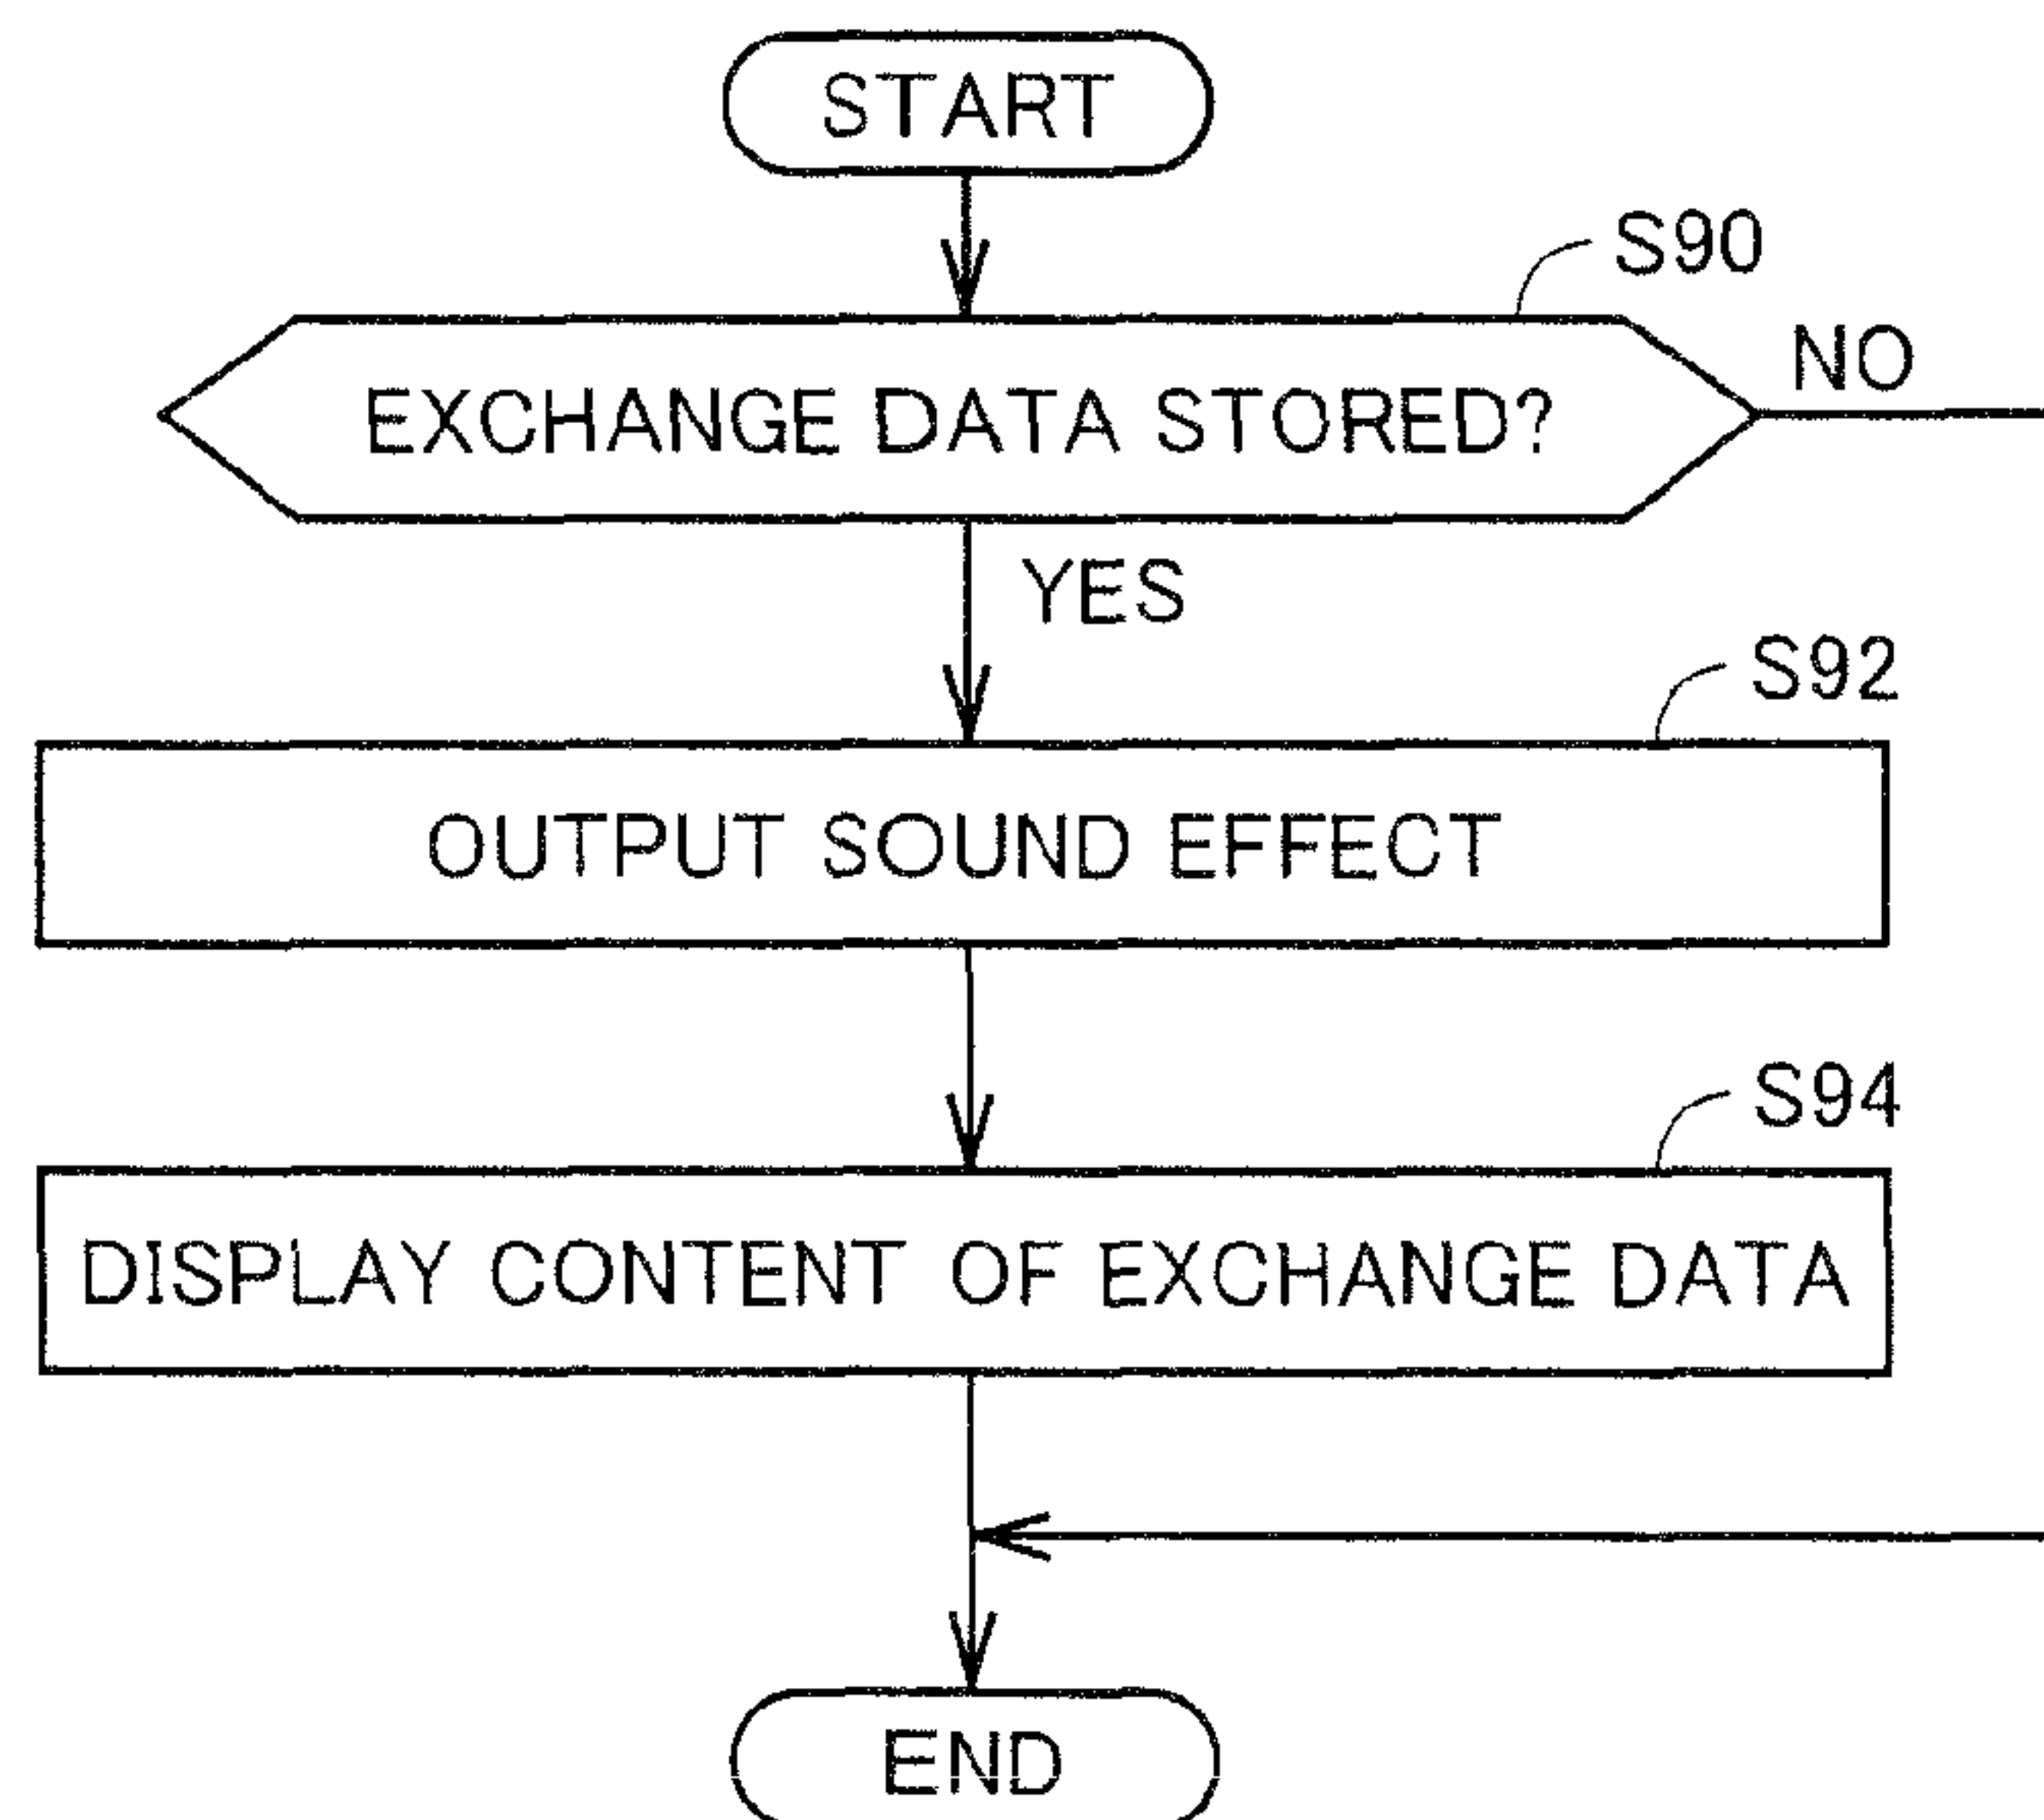 START
S90
EXCHANGE DATA STORED?
NO
YES
S92
OUTPUT SOUND EFFECT
S94
DISPLAY CONTENT OF EXCHANGE DATA
END